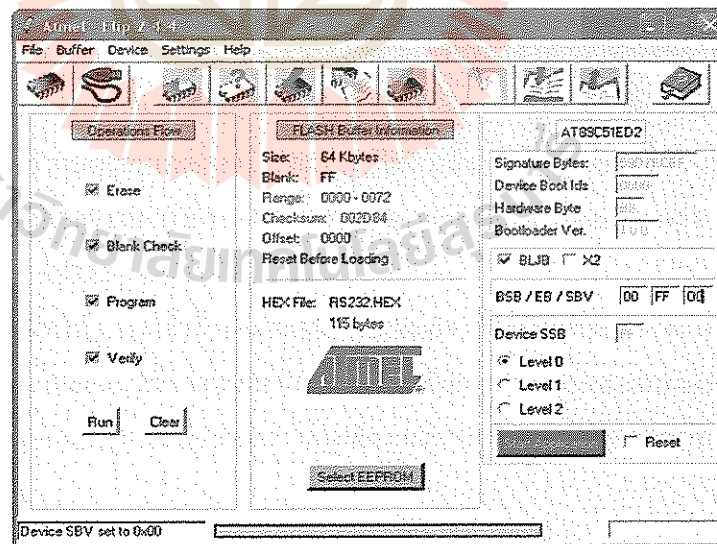 Atmel Flip 2-4-4
File Buffer Device Settings Help
Operations Flow
Erase
Blank Check
Program
Verify
Run
Clear
FLASH Buffer Information
Size: 64 Kbytes
Blank: FF
Range: 0000 - 0072
Checksum: 002D84
Offset: 0000
Reset Before Loading
HEX File: RS232.HEX
115 bytes
ATMEL
Select EEPROM
AT89C51ED2
Signature Bytes:
Device Boot Ids
Hardware Byte
Bootloader Ver.
BLJB X2
BSB / EB / SBV 00 FF 00
Device SSB FF
Level 0
Level 1
Level 2
Reset
Device SBV set to 0x00